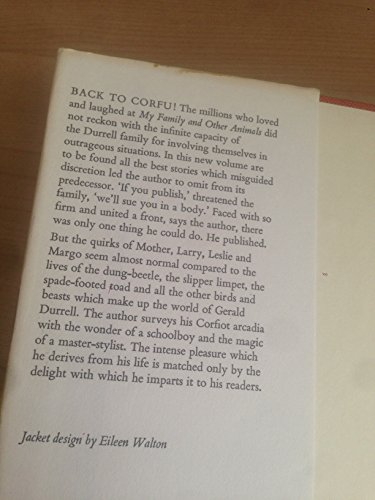 BACK TO CORFU! The millions who loved
and laughed at My Family and Other Animals did
not reckon with the infinite capacity of
the Durrell family for involving themselves in
outrageous situations. In this new volume are
to be found all the best stories which misguided
discretion led the author to omit from its
predecessor. 'If you publish,' threatened the
family, 'we'll sue you in a body.' Faced with so
firm and united a front, says the author, there
was only one thing he could do. He published.
But the quirks of Mother, Larry, Leslie and
Margo seem almost normal compared to the
lives of the dung-beetle, the slipper limpet, the
spade-footed toad and all the other birds and
beasts which make up the world of Gerald
Durrell. The author surveys his Corfiot arcadia
with the wonder of a schoolboy and the magic
of a master-stylist. The intense pleasure which
he derives from his life is matched only by the
delight with which he imparts it to his readers.
Jacket design by Eileen Walton